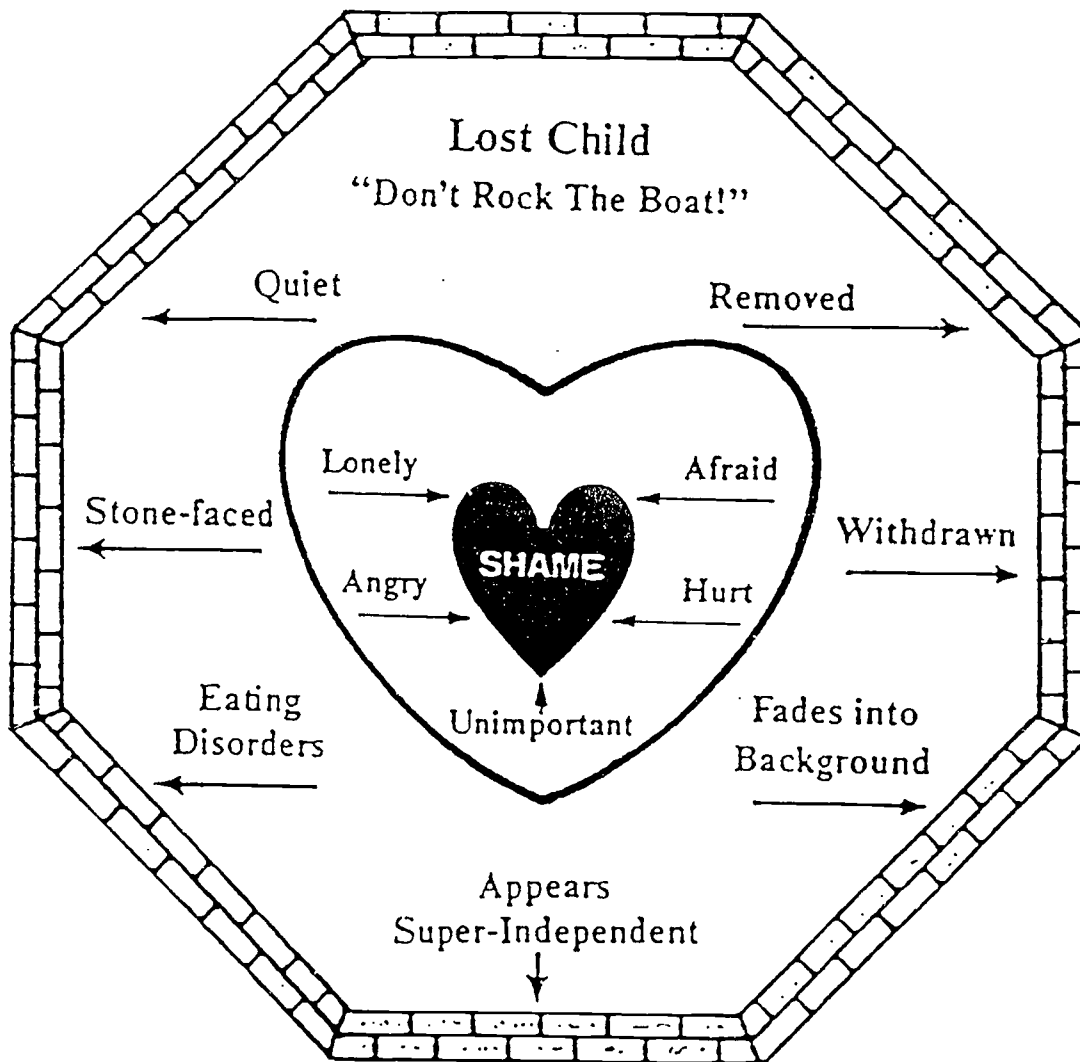 Lost Child
“Don't Rock The Boat!”
Quiet
Removed
Lonely
Afraid
Stone-faced
SHAME
Withdrawn
Angry
Hurt
Eating
Disorders
Unimportant
Fades into
Background
Appears
Super-Independent